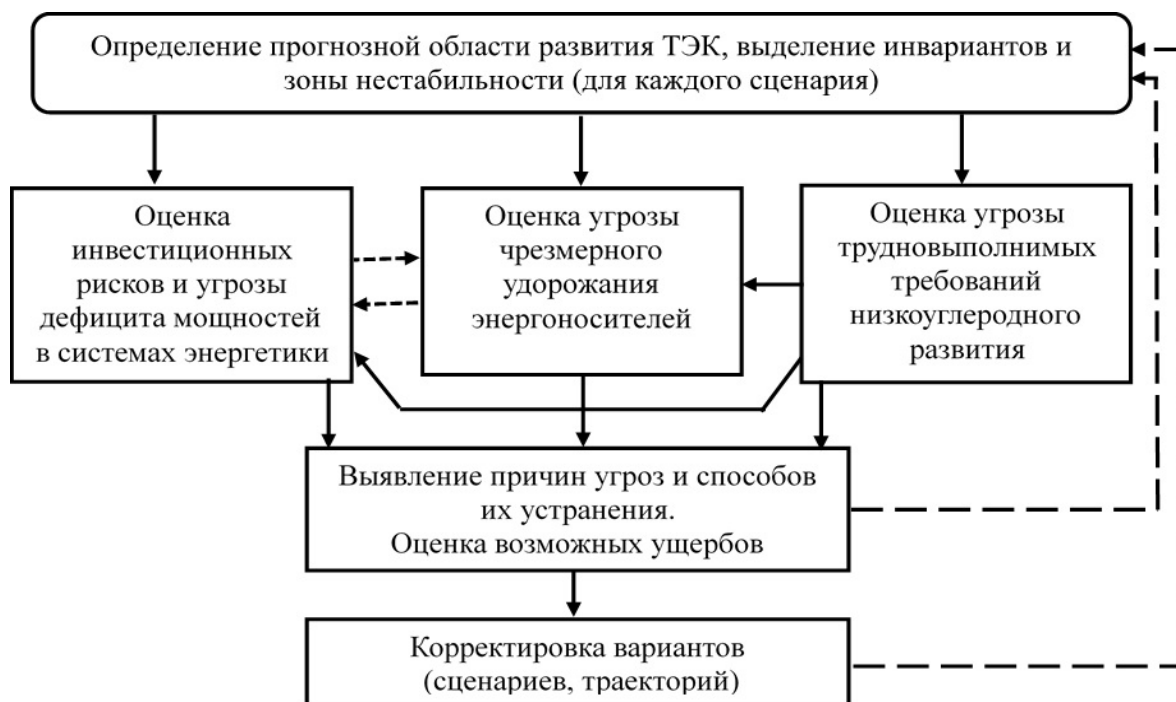 Определение прогнозной области развития ТЭК, выделение инвариантов и
зоны нестабильности (для каждого сценария)
Оценка
инвестиционных
рисков и угрозы
дефицита мощностей
в системах энергетики
Оценка угрозы
чрезмерного
удорожания
энергоносителей
Оценка угрозы
трудновыполнимых
требований
низкоуглеродного
развития
Выявление причин угроз и способов
их устранения.
Оценка возможных ущербов
Корректировка вариантов
(сценариев, траекторий)